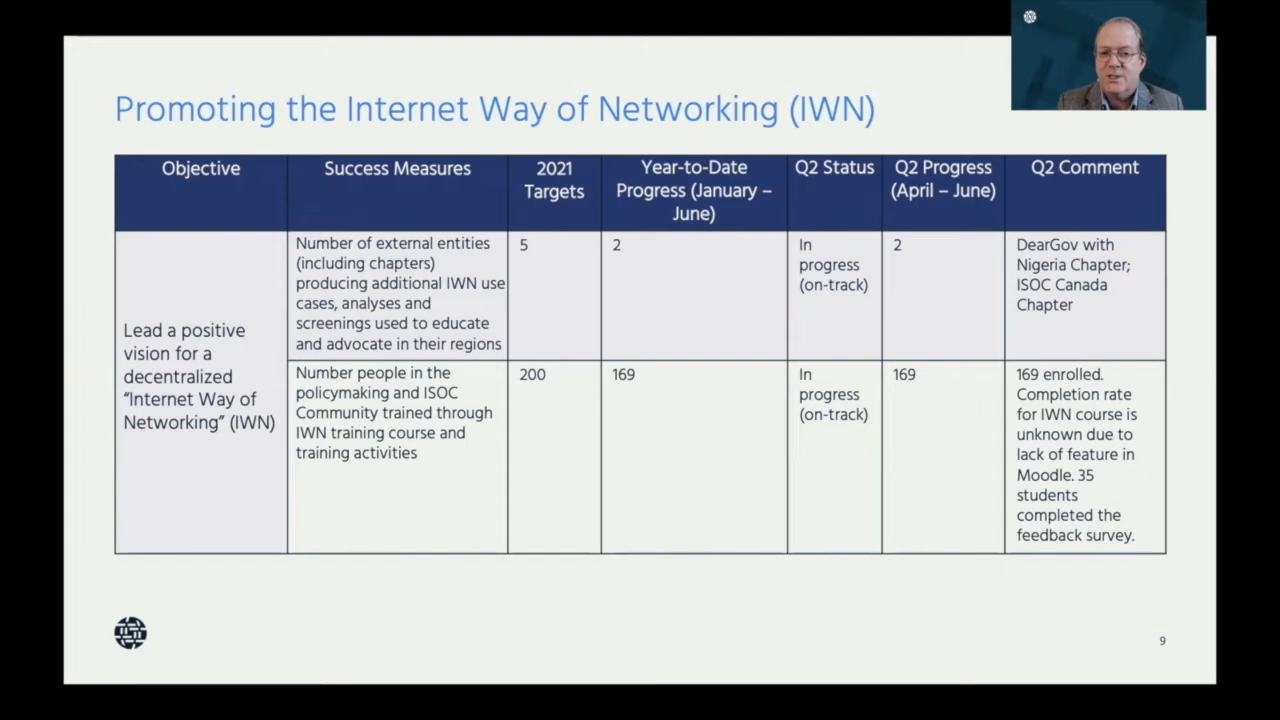 Promoting the Internet Way of Networking (IWN)
Objective
Success Measures
2021
Targets
Year-to-Date
Progress (January –
June)
Q2 Status
Q2 Progress
(April – June)
Q2 Comment
Lead a positive
vision for a
decentralized
“Internet Way of
Networking” (IWN)
Number of external entities
(including chapters)
producing additional IWN use
cases, analyses and
screenings used to educate
and advocate in their regions
5
2
In
progress
(on-track)
2
DearGov with
Nigeria Chapter;
ISOC Canada
Chapter
Number people in the
policymaking and ISOC
Community trained through
IWN training course and
training activities
200
169
In
progress
(on-track)
169
169 enrolled.
Completion rate
for IWN course is
unknown due to
lack of feature in
Moodle. 35
students
completed the
feedback survey.
9